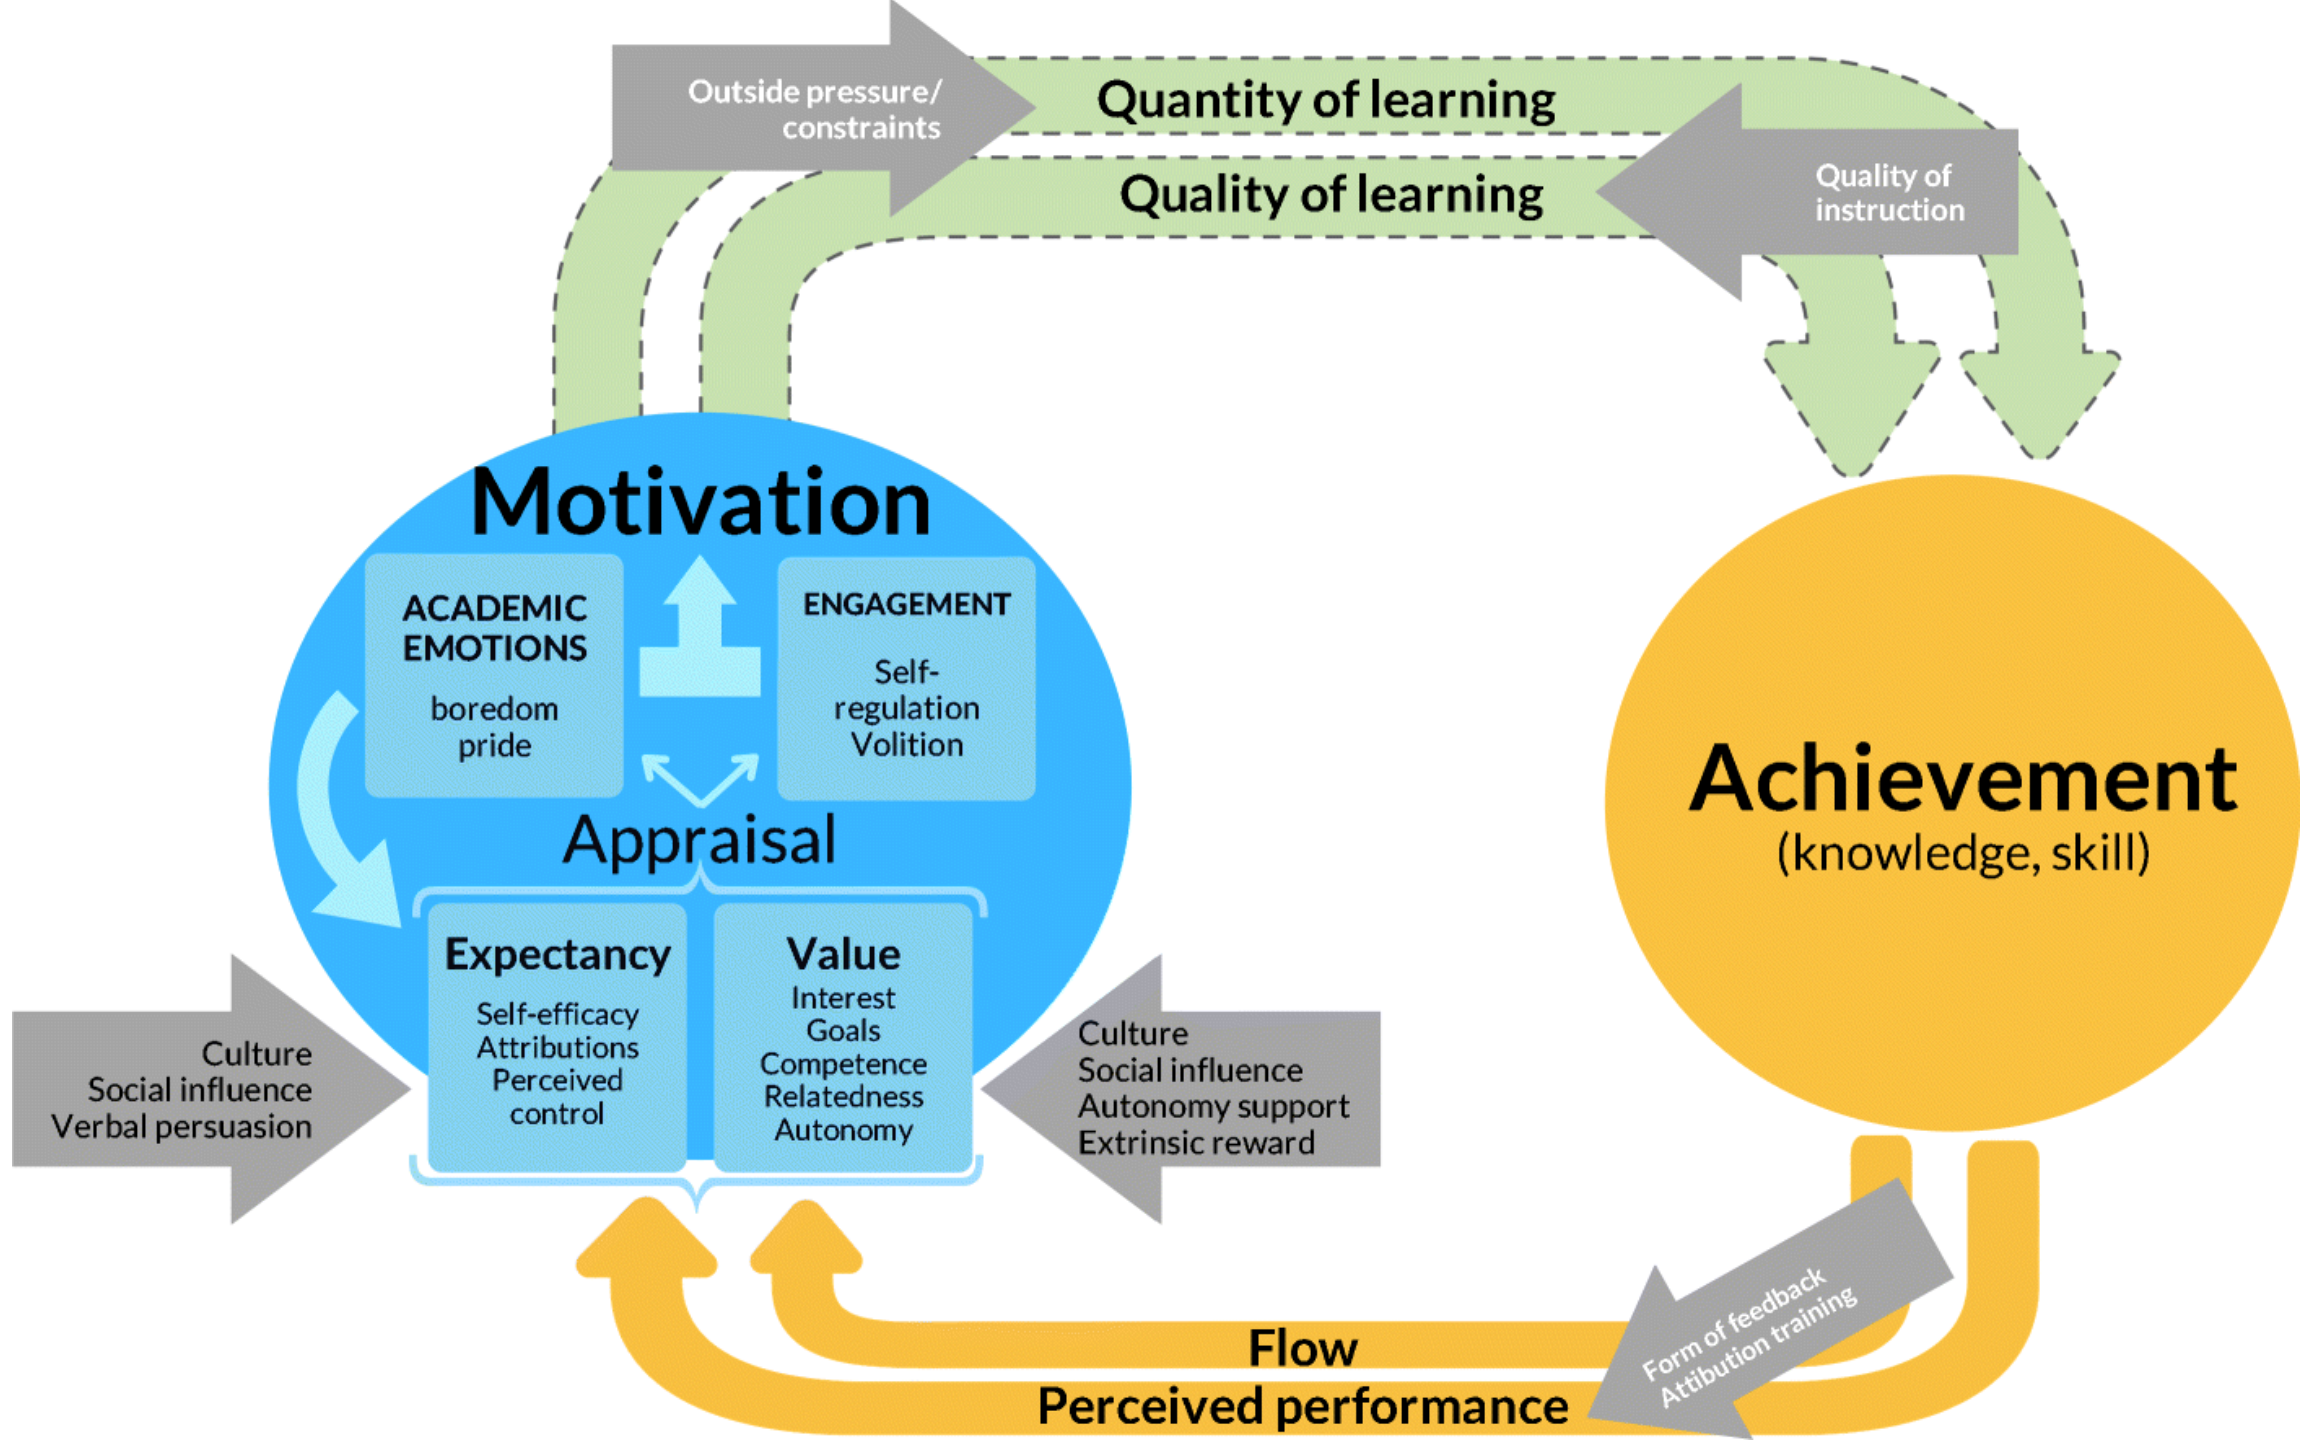 Outside pressure/
constraints
Quantity of learning
Quality of learning
Quality of
instruction
Motivation
ACADEMIC
EMOTIONS
boredom
pride
ENGAGEMENT
Self-
regulation
Volition
Appraisal
Expectancy
Self-efficacy
Attributions
Perceived
control
Value
Interest
Goals
Competence
Relatedness
Autonomy
Culture
Social influence
Verbal persuasion
Culture
Social influence
Autonomy support
Extrinsic reward
Achievement
(knowledge, skill)
Form of feedback
Attibution training
Flow
Perceived performance